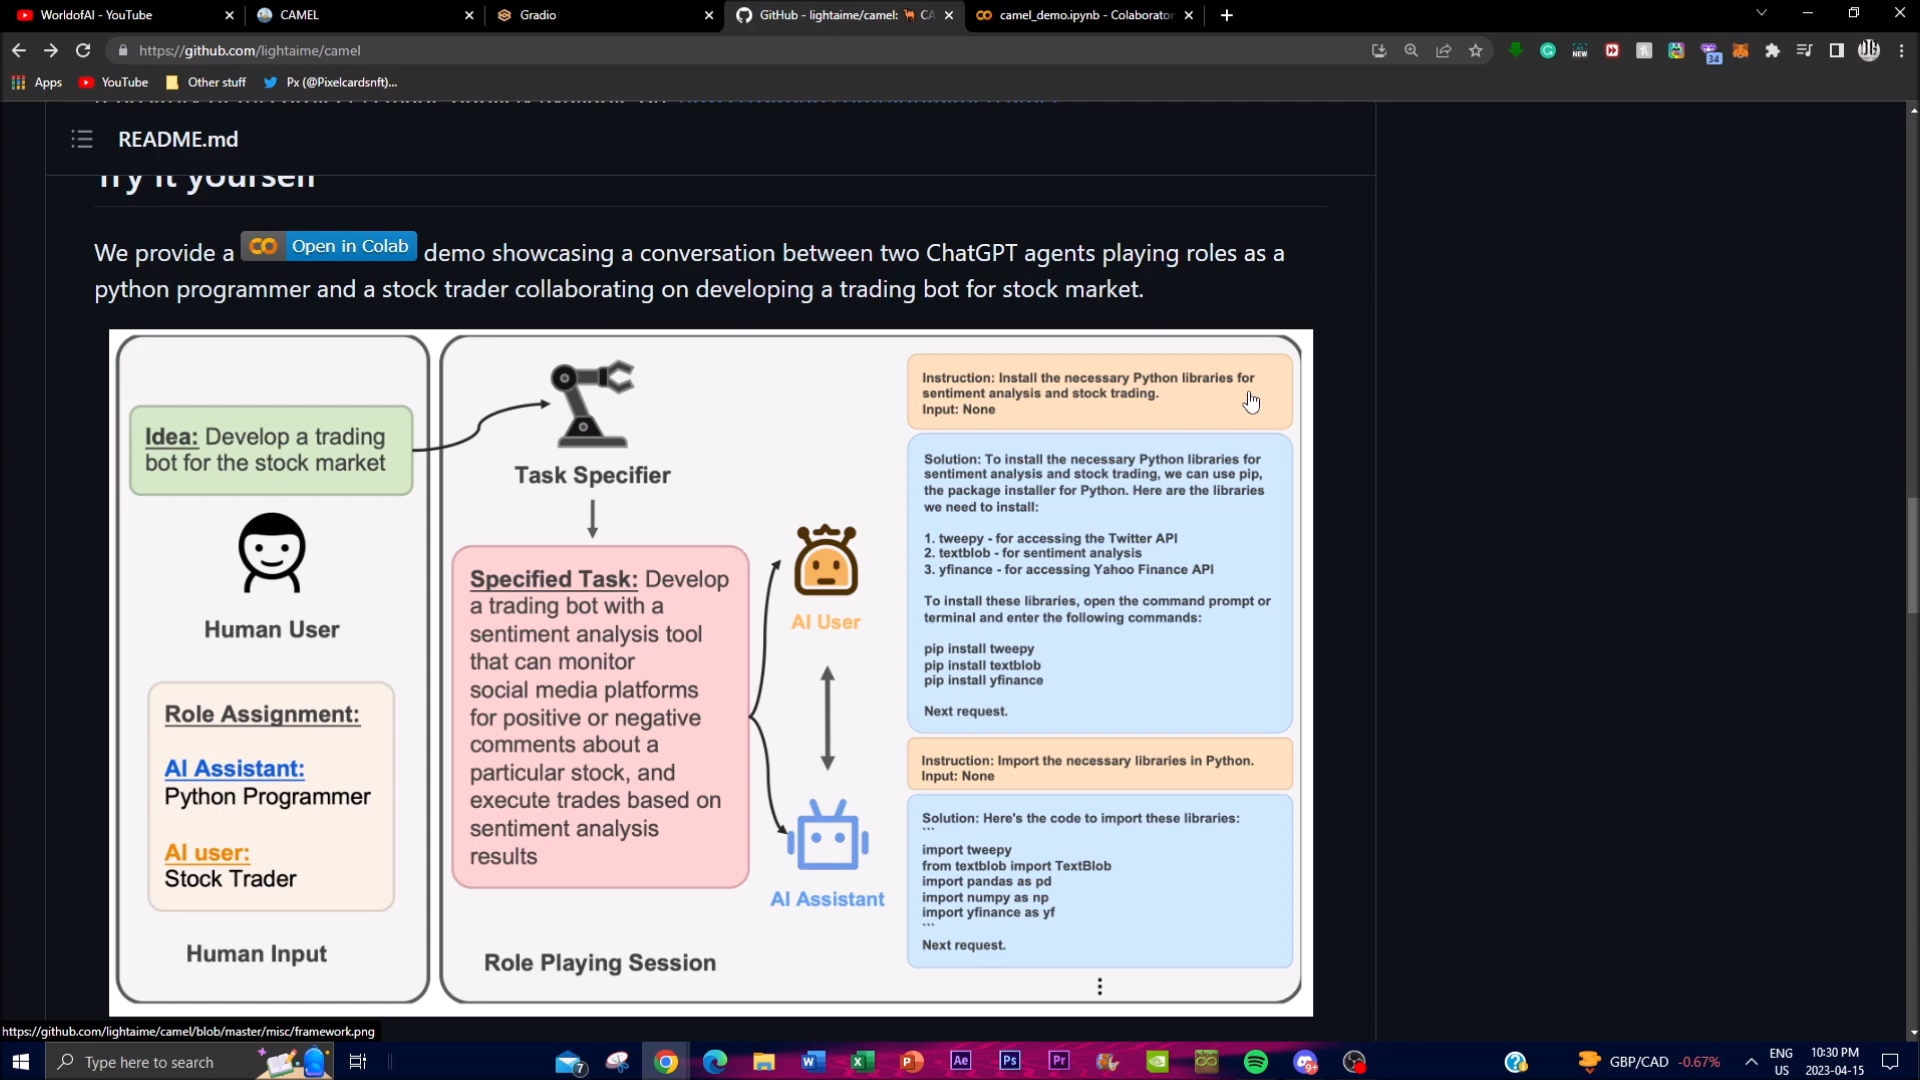 WorldofAI - YouTube
CAMEL
Gradio
GitHub - lightaime/camel: 🐫 CA
camel_demo.ipynb - Colaborator
https://github.com/lightaime/camel
34
Apps
YouTube
Other stuff
Px (@Pixelcardsnft)...
README.md
Try it yourself
We provide a Open in Colab demo showcasing a conversation between two ChatGPT agents playing roles as a
python programmer and a stock trader collaborating on developing a trading bot for stock market.
Idea: Develop a trading
bot for the stock market
Human User
Role Assignment:
AI Assistant:
Python Programmer
AI user:
Stock Trader
Human Input
Task Specifier
Specified Task: Develop
a trading bot with a
sentiment analysis tool
that can monitor
social media platforms
for positive or negative
comments about a
particular stock, and
execute trades based on
sentiment analysis
results
AI User
AI Assistant
Role Playing Session
Instruction: Install the necessary Python libraries for
sentiment analysis and stock trading.
Input: None
Solution: To install the necessary Python libraries for
sentiment analysis and stock trading, we can use pip,
the package installer for Python. Here are the libraries
we need to install:
1. tweepy - for accessing the Twitter API
2. textblob - for sentiment analysis
3. yfinance - for accessing Yahoo Finance API
To install these libraries, open the command prompt or
terminal and enter the following commands:
pip install tweepy
pip install textblob
pip install yfinance
Next request.
Instruction: Import the necessary libraries in Python.
Input: None
Solution: Here's the code to import these libraries:
```
import tweepy
from textblob import TextBlob
import pandas as pd
import numpy as np
import yfinance as yf
```
Next request.
https://github.com/lightaime/camel/blob/master/misc/framework.png
Type here to search
7
W
X
P
Ae
Ps
Pr
9+
GBP/CAD -0.67%
ENG
US
10:30 PM
2023-04-15